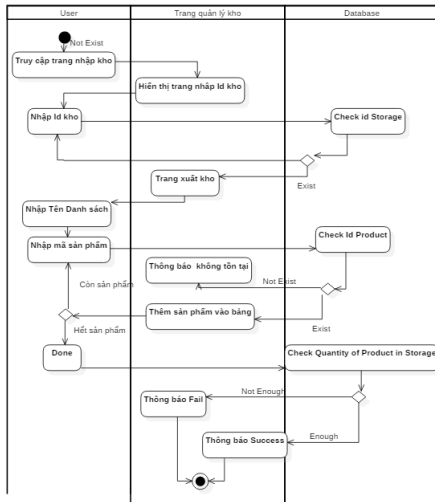 User
Trang quản lý kho
Database
Not Exist
Truy cập trang nhập kho
Hiển thị trang nhập Id kho
Nhập Id kho
Check id Storage
Exist
Trang xuất kho
Nhập Tên Danh sách
Nhập mã sản phẩm
Check Id Product
Thông báo không tồn tại
Not Exist
Còn sản phẩm
Thêm sản phẩm vào bảng
Exist
Hết sản phẩm
Done
Check Quantity of Product in Storage
Not Enough
Thông báo Fail
Enough
Thông báo Success